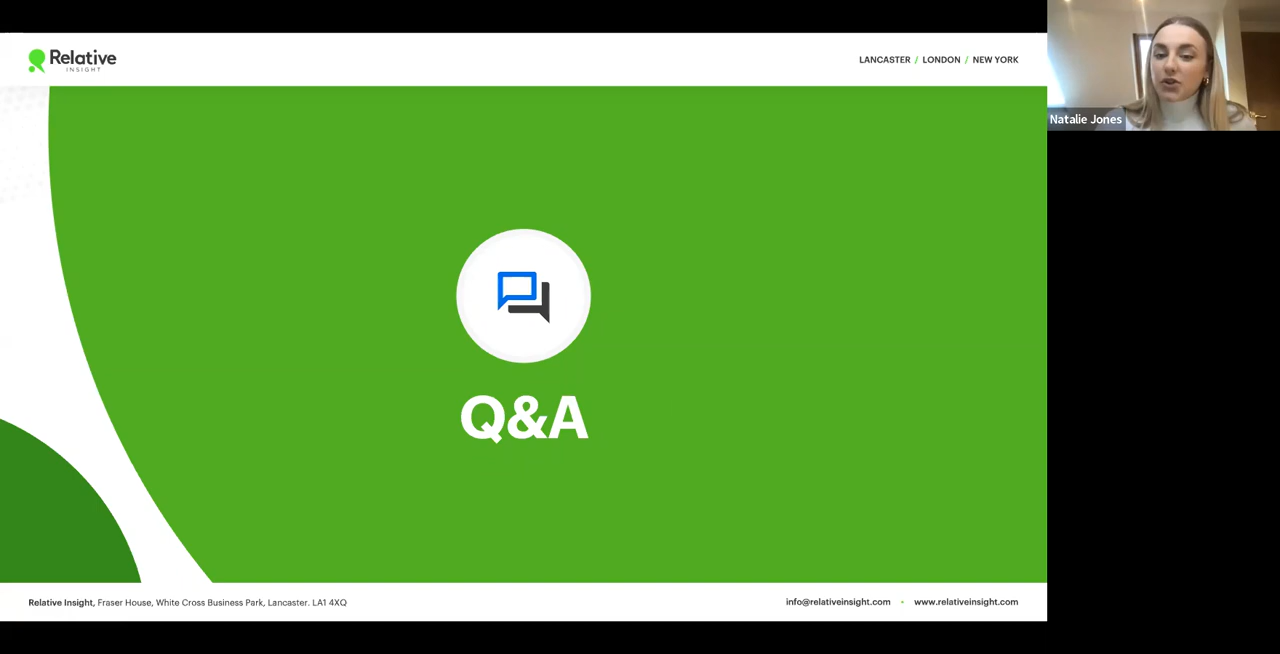 Relative
INSIGHT
LANCASTER / LONDON / NEW YORK
Natalie Jones
Q&A
Relative Insight, Fraser House, White Cross Business Park, Lancaster. LA1 4XQ
info@relativeinsight.com • www.relativeinsight.com